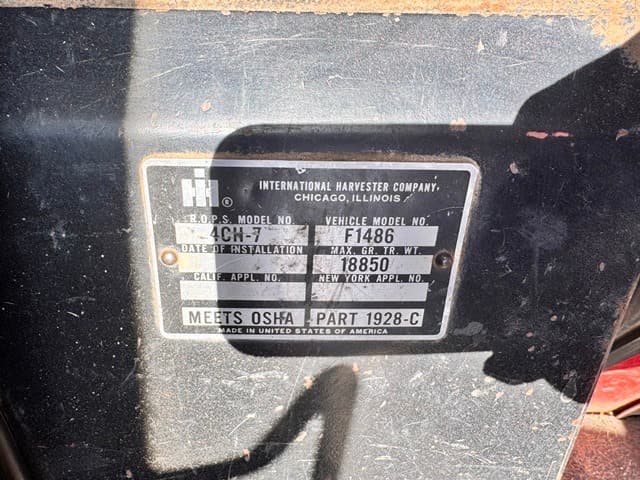 IH ®
INTERNATIONAL HARVESTER COMPANY
CHICAGO, ILLINOIS
R.O.P.S. MODEL NO. VEHICLE MODEL NO.
4CH-7 F1486
DATE OF INSTALLATION MAX. GR. TR. WT.
18850
CALIF. APPL. NO. NEW YORK APPL. NO.
MEETS OSHA PART 1928-C
MADE IN UNITED STATES OF AMERICA